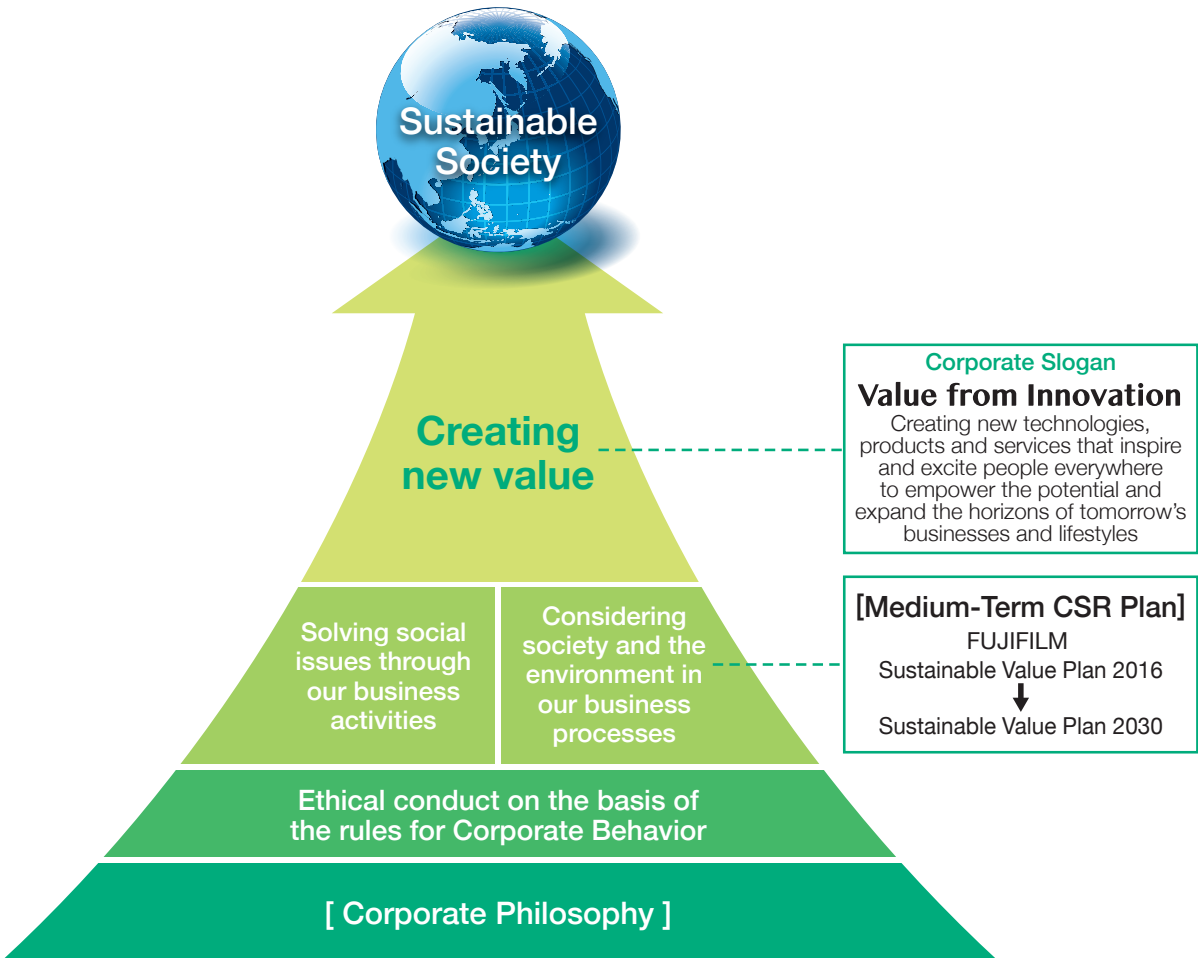 Sustainable
Society
Creating
new value
Corporate Slogan
Value from Innovation
Creating new technologies,
products and services that inspire
and excite people everywhere
to empower the potential and
expand the horizons of tomorrow’s
businesses and lifestyles
Solving social
issues through
our business
activities
Considering
society and the
environment in
our business
processes
[Medium-Term CSR Plan]
FUJIFILM
Sustainable Value Plan 2016
Sustainable Value Plan 2030
Ethical conduct on the basis of
the rules for Corporate Behavior
[ Corporate Philosophy ]